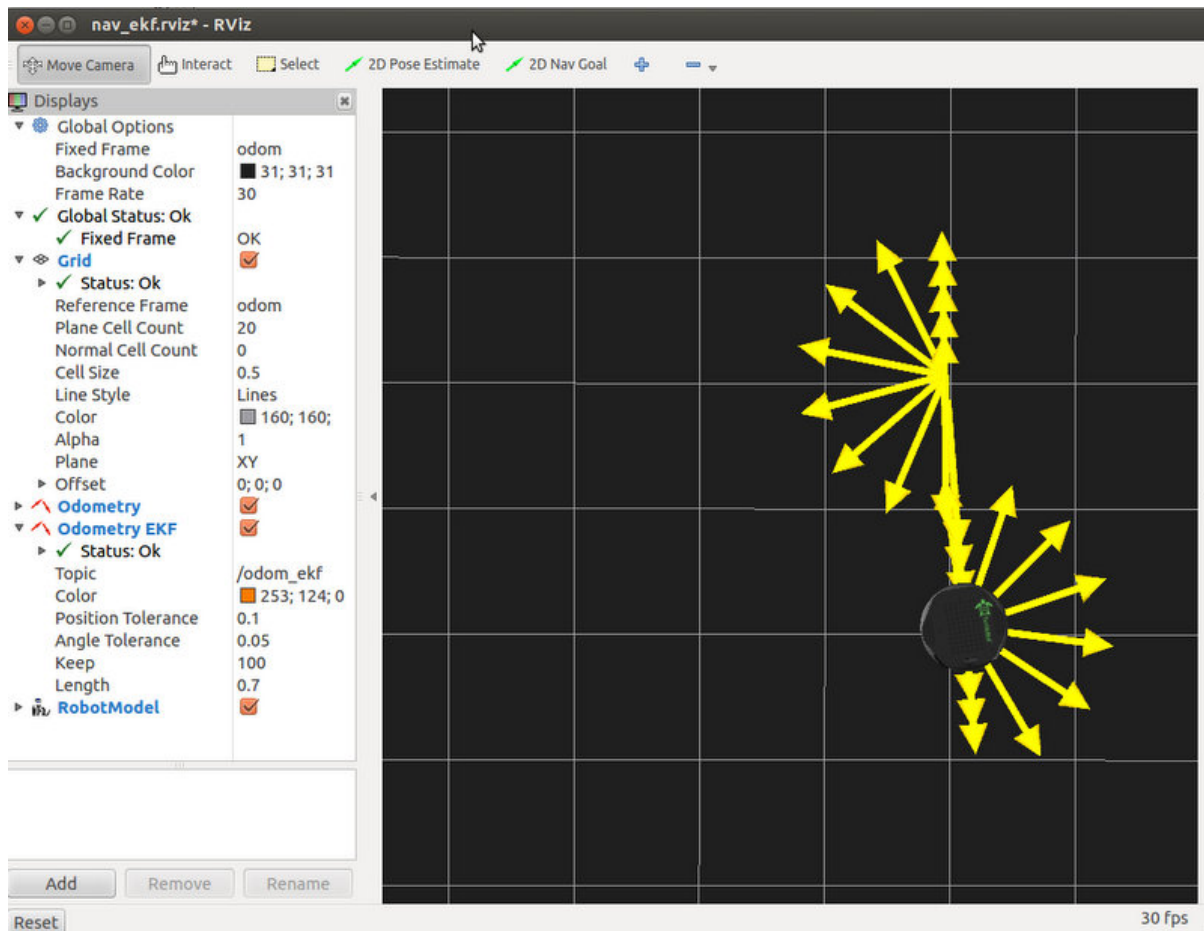 nav_ekf.rviz* - RViz
Move Camera Interact Select 2D Pose Estimate 2D Nav Goal
Displays
Global Options
Fixed Frame odom
Background Color 31; 31; 31
Frame Rate 30
Global Status: Ok
Fixed Frame OK
Grid
Status: Ok
Reference Frame odom
Plane Cell Count 20
Normal Cell Count 0
Cell Size 0.5
Line Style Lines
Color 160; 160;
Alpha 1
Plane XY
Offset 0; 0; 0
Odometry
Odometry EKF
Status: Ok
Topic /odom_ekf
Color 253; 124; 0
Position Tolerance 0.1
Angle Tolerance 0.05
Keep 100
Length 0.7
RobotModel
Add Remove Rename
Reset 30 fps